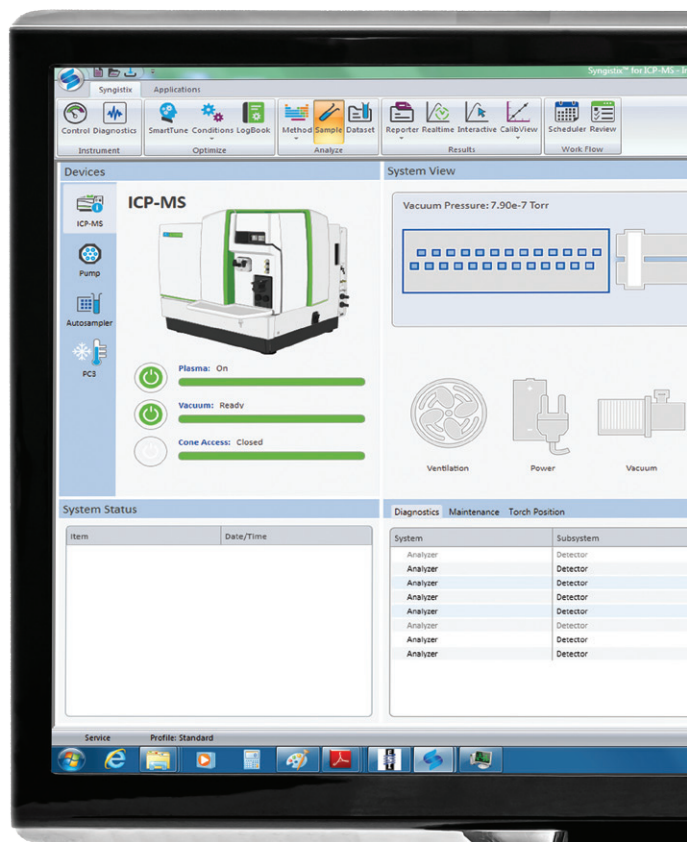 Syngistix™ for ICP-MS - In
Syngistix Applications
Control Diagnostics SmartTune Conditions LogBook Method Sample Dataset Reporter Realtime Interactive CalibView Scheduler Review
Instrument Optimize Analyze Results Work Flow
Devices
ICP-MS
Pump
Autosampler
PC3
ICP-MS
Plasma: On
Vacuum: Ready
Cone Access: Closed
System View
Vacuum Pressure: 7.90e-7 Torr
Ventilation Power Vacuum
System Status
Item Date/Time
Diagnostics Maintenance Torch Position
System Subsystem
Analyzer Detector
Analyzer Detector
Analyzer Detector
Analyzer Detector
Analyzer Detector
Analyzer Detector
Analyzer Detector
Analyzer Detector
Service Profile: Standard